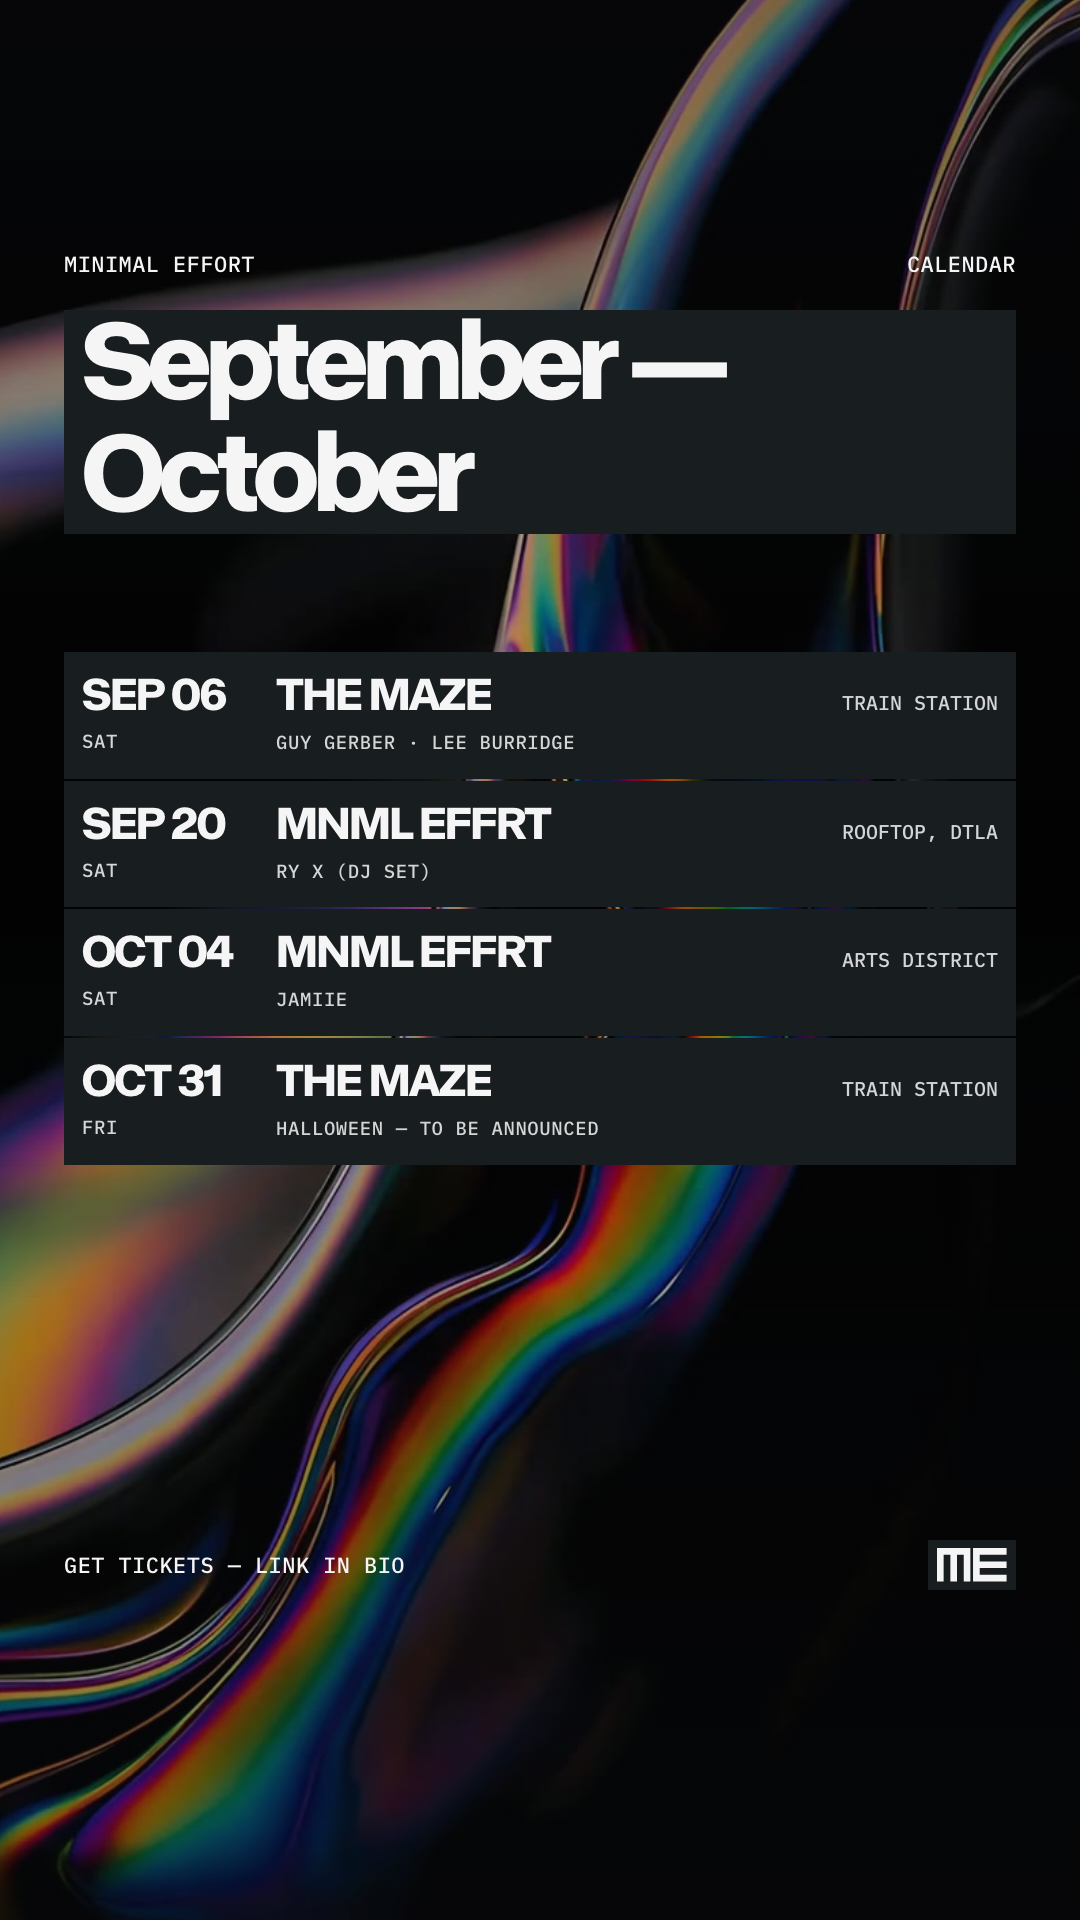 MINIMAL EFFORT
CALENDAR
September —
October
SEP 06
THE MAZE
TRAIN STATION
SAT
GUY GERBER · LEE BURRIDGE
SEP 20
MNML EFFRT
ROOFTOP, DTLA
SAT
RY X (DJ SET)
OCT 04
MNML EFFRT
ARTS DISTRICT
SAT
JAMIIE
OCT 31
THE MAZE
TRAIN STATION
FRI
HALLOWEEN — TO BE ANNOUNCED
GET TICKETS — LINK IN BIO
ME